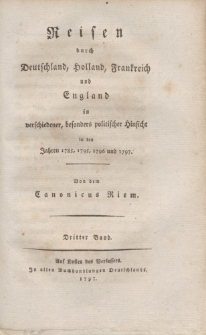 Reisen
durch
Deutschland, Holland, Frankreich
und
England
in
verschiedener, besonders politischer Hinsicht
in den
Jahren 1785, 1795, 1796 und 1797.
Von dem
Canonicus Riem.
Dritter Band.
Auf Kosten des Verfassers.
In allen Buchhandlungen Deutschlands.
1797.